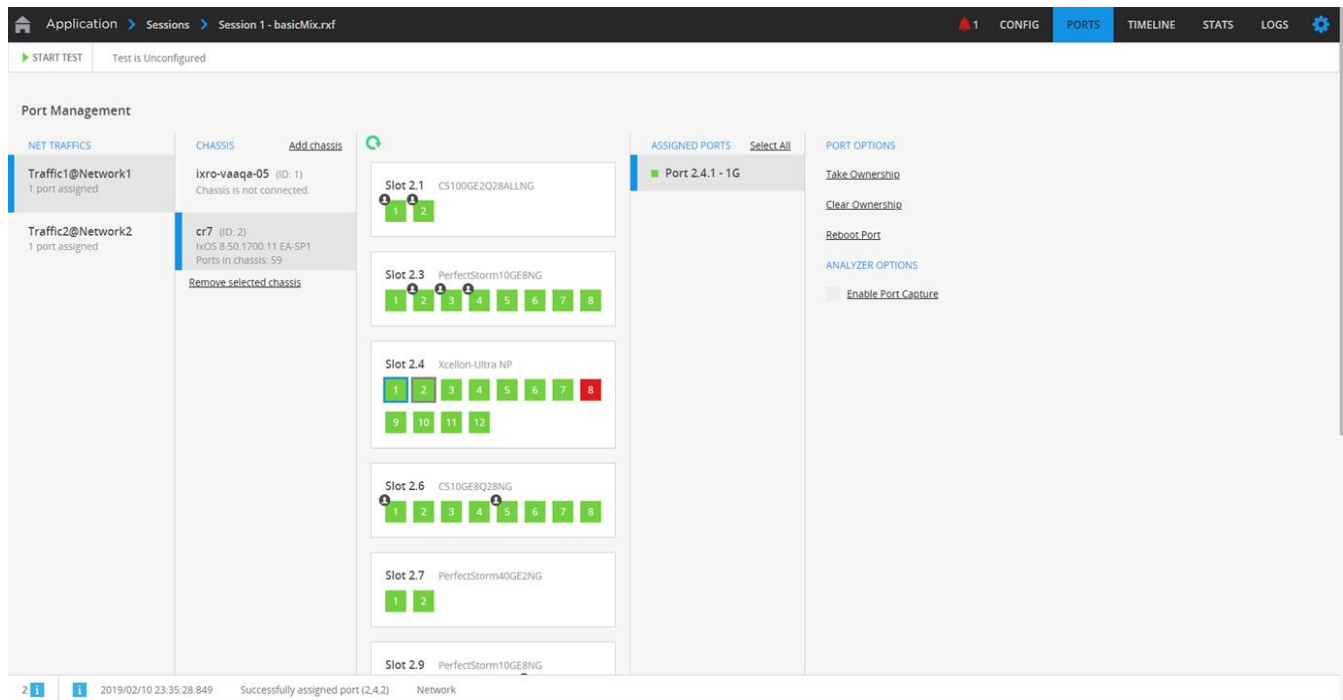 Application > Sessions > Session 1 - basicMix.rxf
1 CONFIG PORTS TIMELINE STATS LOGS
START TEST Test is Unconfigured
Port Management
NET TRAFFICS
Traffic1@Network1
1 port assigned
Traffic2@Network2
1 port assigned
CHASSIS Add chassis
ixro-vaaqa-05 (ID: 1)
Chassis is not connected.
cr7 (ID: 2)
IxOS 8.50.1700.11 EA-SP1
Ports in chassis: 59
Remove selected chassis
Slot 2.1 CS100GE2Q28ALLNG
1 2
Slot 2.3 PerfectStorm10GE8NG
1 2 3 4 5 6 7 8
Slot 2.4 Xcellon-Ultra NP
1 2 3 4 5 6 7 8
9 10 11 12
Slot 2.6 CS10GE8Q28NG
1 2 3 4 5 6 7 8
Slot 2.7 PerfectStorm40GE2NG
1 2
Slot 2.9 PerfectStorm10GE8NG
ASSIGNED PORTS Select All
Port 2.4.1 - 1G
PORT OPTIONS
Take Ownership
Clear Ownership
Reboot Port
ANALYZER OPTIONS
Enable Port Capture
2 i i 2019/02/10 23:35:28.849 Successfully assigned port (2,4,2) Network